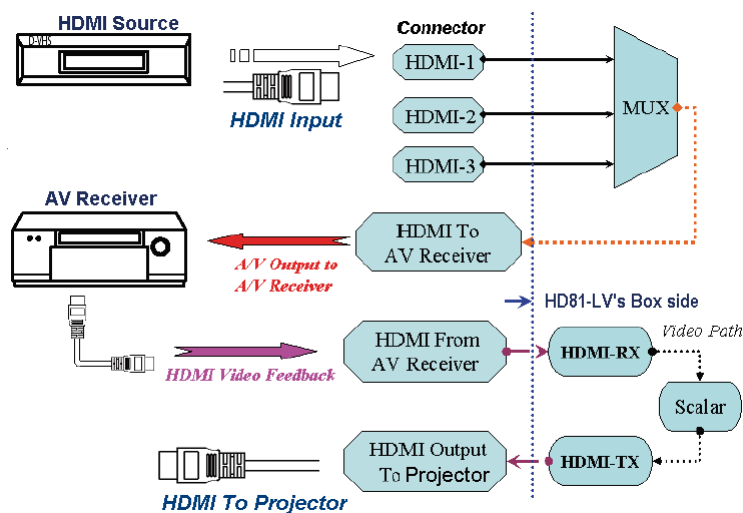 HDMI Source
D-VHS
HDMI Input
Connector
HDMI-1
HDMI-2
HDMI-3
MUX
AV Receiver
A/V Output to
A/V Receiver
HDMI To
AV Receiver
HD81-LV's Box side
HDMI Video Feedback
HDMI From
AV Receiver
HDMI-RX
Video Path
Scalar
HDMI To Projector
HDMI Output
To Projector
HDMI-TX